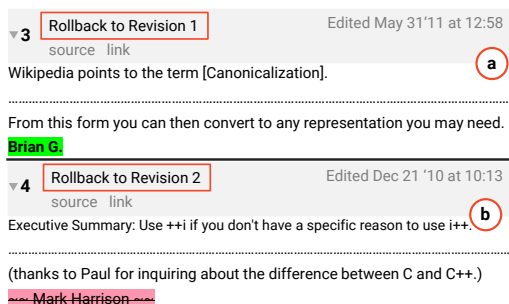 ▼3 Rollback to Revision 1 Edited May 31'11 at 12:58
source link
a
Wikipedia points to the term [Canonicalization].
From this form you can then convert to any representation you may need.
Brian G.
▼4 Rollback to Revision 2 Edited Dec 21 '10 at 10:13
source link
b
Executive Summary: Use ++i if you don't have a specific reason to use i++.
(thanks to Paul for inquiring about the difference between C and C++.)
~~ Mark Harrison ~~